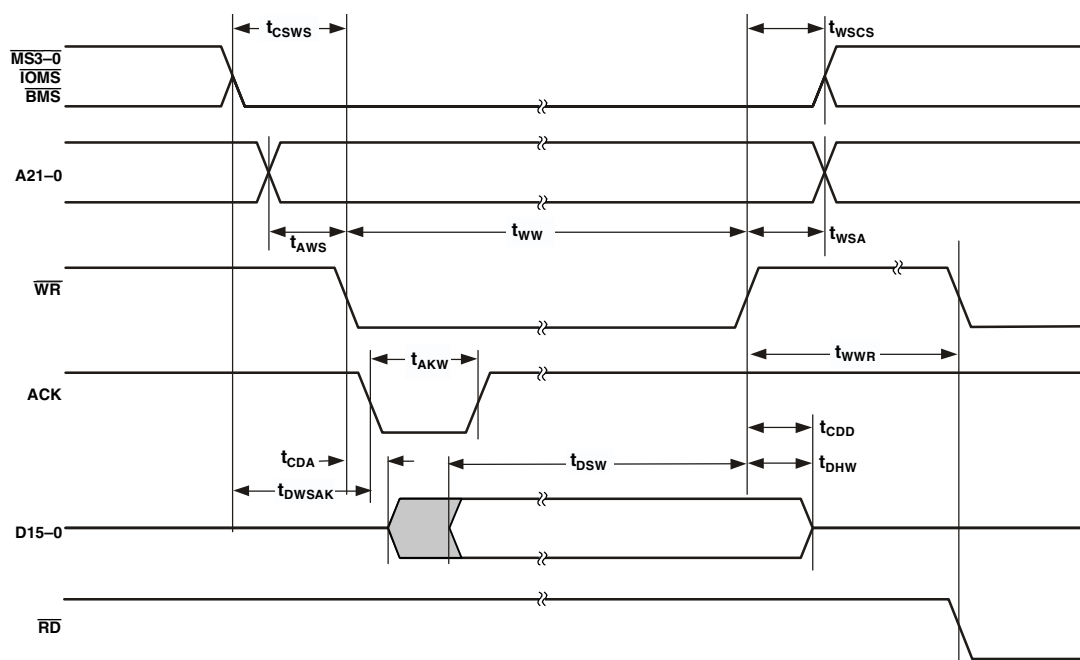 tCSWS tWSCS
MS3–0
IOMS
BMS
A21–0
tAWS tWW tWSA
WR
tAKW tWWR
ACK
tCDD
tCDA tDSW tDHW
tDWSAK
D15–0
RD